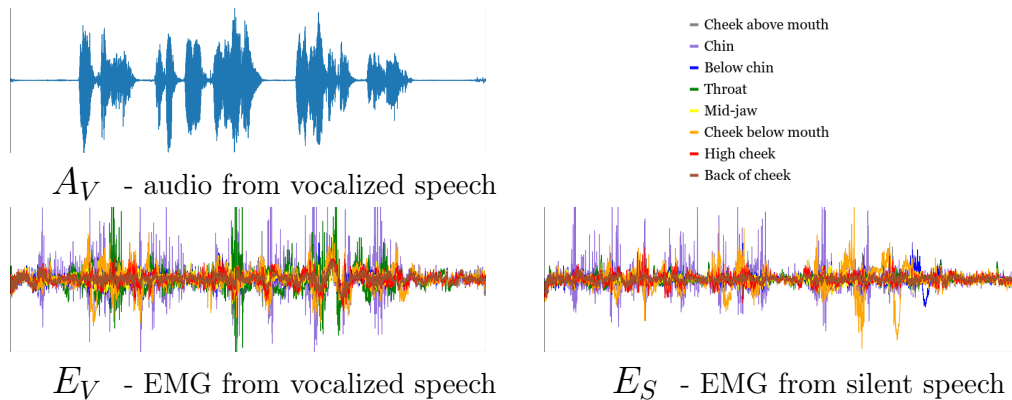 Cheek above mouth
Chin
Below chin
Throat
Mid-jaw
Cheek below mouth
High cheek
Back of cheek
A_V - audio from vocalized speech
E_V - EMG from vocalized speech
E_S - EMG from silent speech